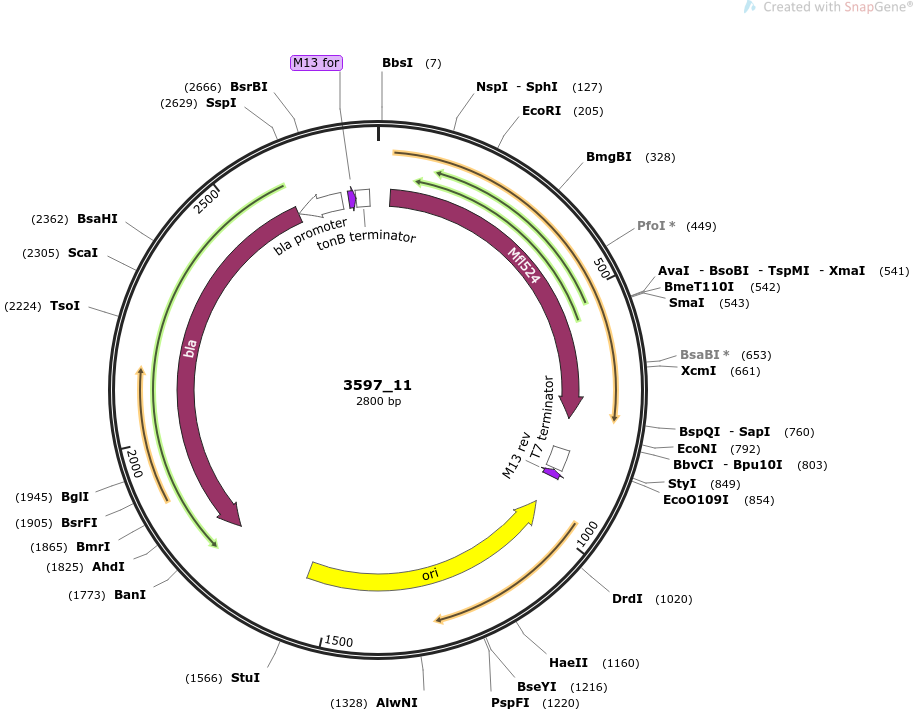 Created with SnapGene®
M13 for
BbsI (7)
(2666) BsrBI
(2629) SspI
NspI - SphI (127)
EcoRI (205)
BmgBI (328)
PfoI * (449)
AvaI - BsoBI - TspMI - XmaI (541)
BmeT110I (542)
SmaI (543)
BsaBI * (653)
XcmI (661)
BspQI - SapI (760)
EcoNI (792)
BbvCI - Bpu10I (803)
StyI (849)
EcoO109I (854)
DrdI (1020)
HaeII (1160)
BseYI (1216)
PspFI (1220)
(1328) AlwNI
(1566) StuI
(1773) BanI
(1825) AhdI
(1865) BmrI
(1905) BsrFI
(1945) BglI
(2224) TsoI
(2305) ScaI
(2362) BsaHI
500
1000
1500
2000
2500
bla promoter
tonB terminator
Mfl524
bla
T7 terminator
M13 rev
ori
3597_11
2800 bp